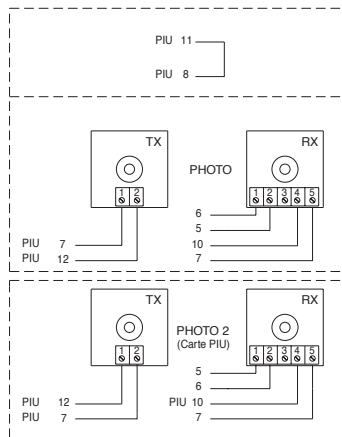 PIU 11
PIU 8
TX RX
PHOTO
1 2 1 2 3 4 5
6
5
PIU 7 10
PIU 12 7
TX RX
PHOTO 2
(Carte PIU)
1 2 1 2 3 4 5
5
6
PIU 12 PIU 10
PIU 7 7